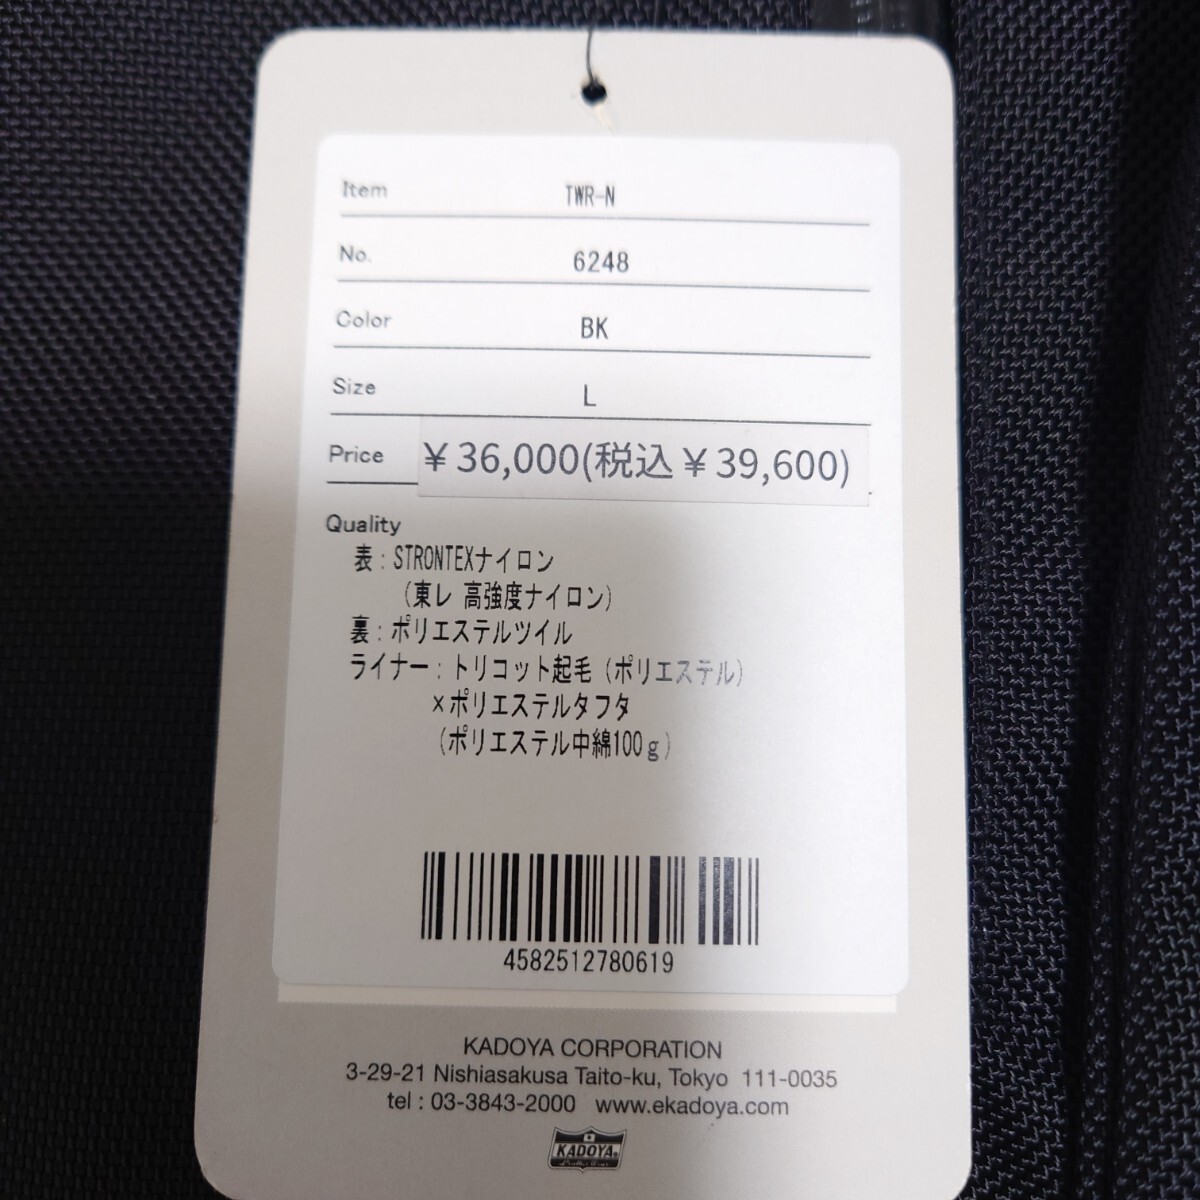 Item TWR-N
No. 6248
Color BK
Size L
Price ¥36,000(税込¥39,600)
Quality
表:STRONTEXナイロン
(東レ 高強度ナイロン)
裏:ポリエステルツイル
ライナー:トリコット起毛(ポリエステル)
×ポリエステルタフタ
(ポリエステル中綿100g)
4582512780619
KADOYA CORPORATION
3-29-21 Nishiasakusa Taito-ku, Tokyo 111-0035
tel : 03-3843-2000 www.ekadoya.com
KADOYA